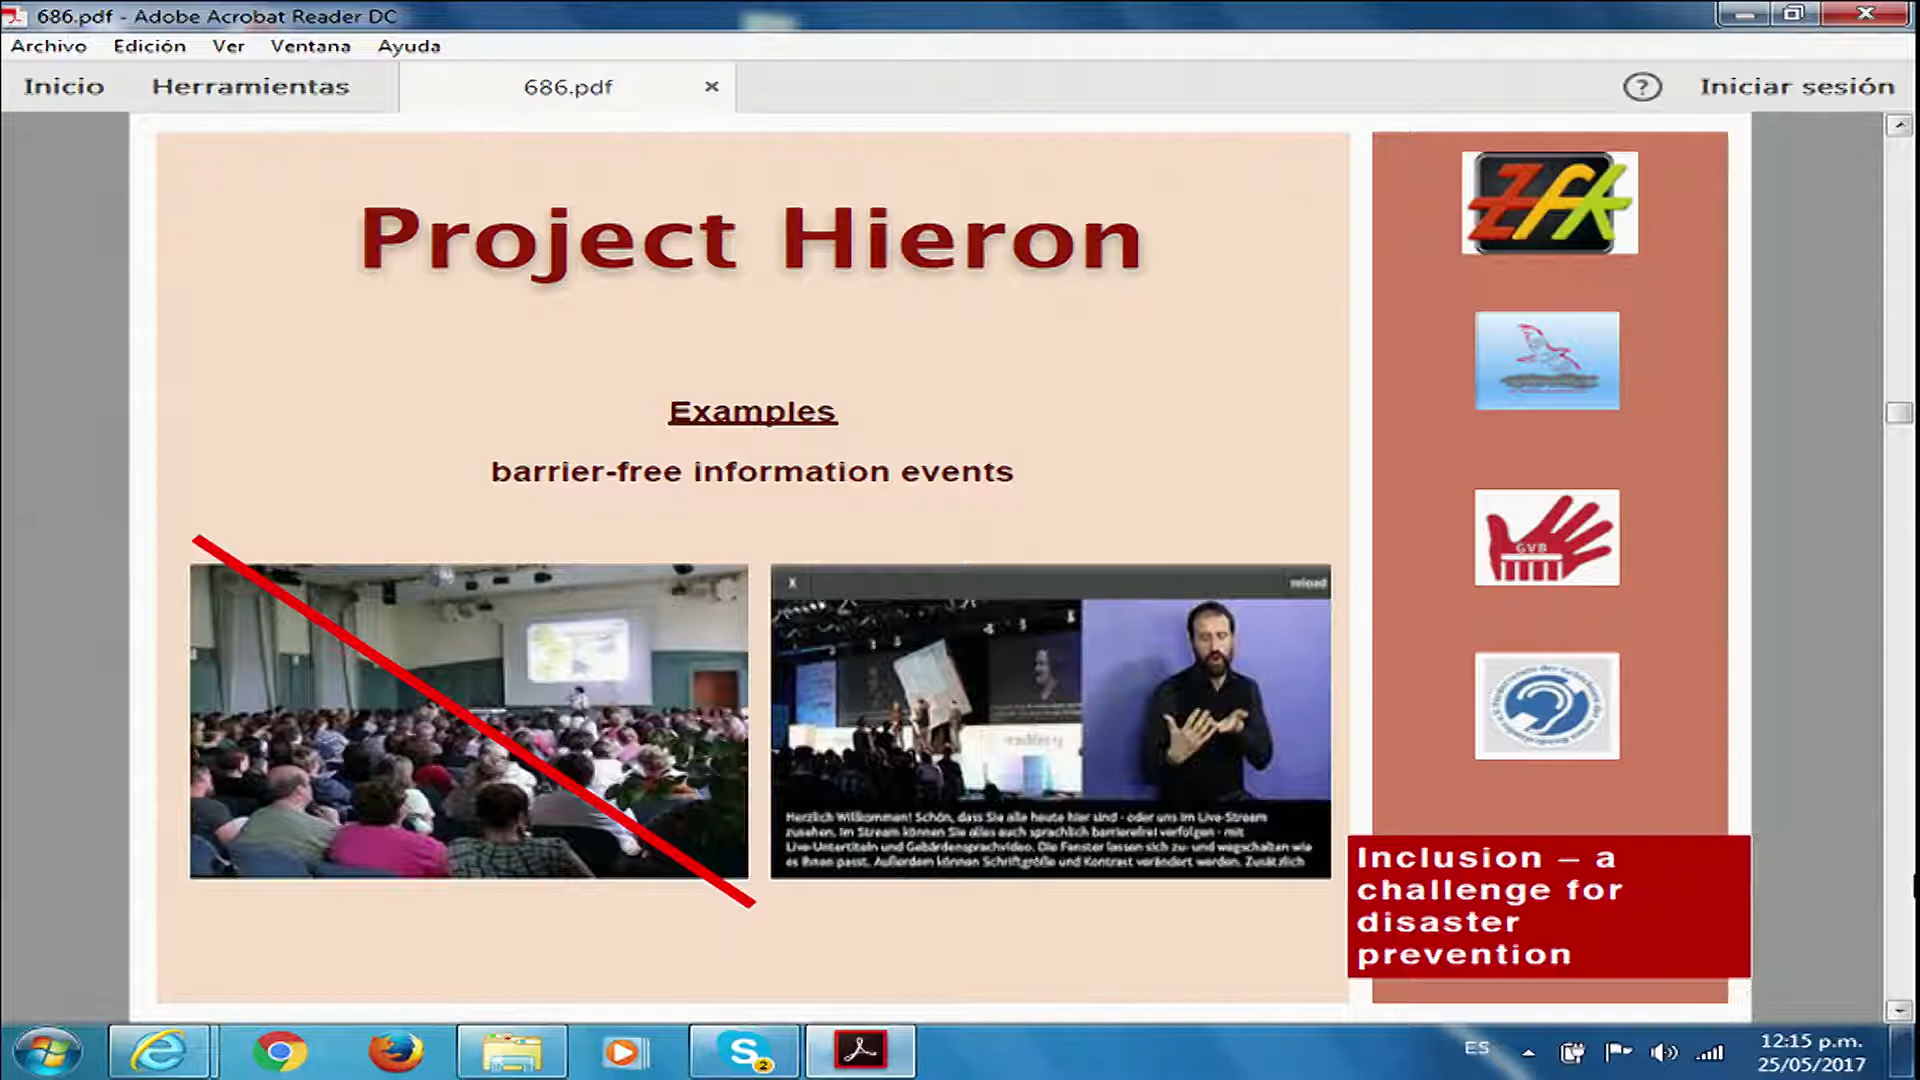 686.pdf - Adobe Acrobat Reader DC
Archivo Edición Ver Ventana Ayuda
Inicio Herramientas 686.pdf × ? Iniciar sesión
Project Hieron
Examples
barrier-free information events
X reload
Herzlich Willkommen! Schön, dass Sie alle heute hier sind - oder uns im Live-Stream
zusehen. Im Stream können Sie alles auch sprachlich barrierefrei verfolgen - mit
Live-Untertiteln und Gebärdensprachvideo. Die Fenster lassen sich zu- und wegschalten wie
es Ihnen passt. Außerdem können Schriftgröße und Kontrast verändert werden. Zusätzlich
zfk
GVB
Inclusion – a
challenge for
disaster
prevention
2
ES
12:15 p.m.
25/05/2017